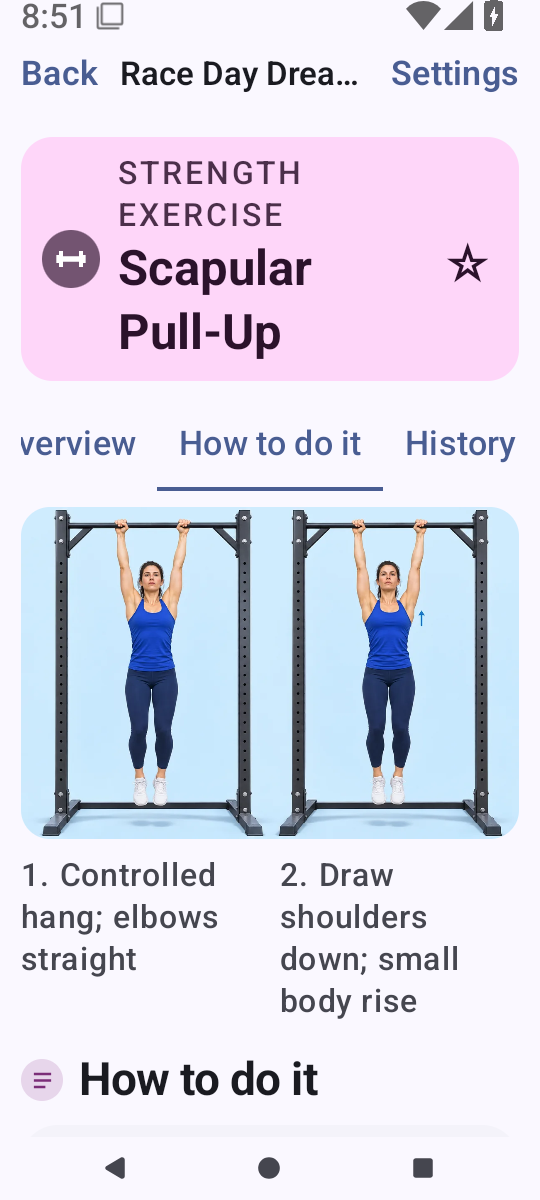 8:51
Back Race Day Drea... Settings
STRENGTH
EXERCISE
Scapular
Pull-Up
verview How to do it History
1. Controlled
hang; elbows
straight
2. Draw
shoulders
down; small
body rise
How to do it